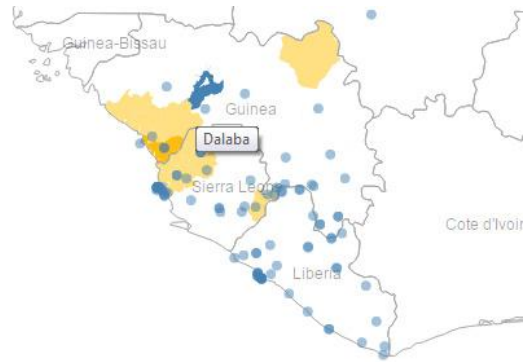 Guinea-Bissau
Guinea
Dalaba
Sierra Leone
Cote d'Ivoir
Liberia